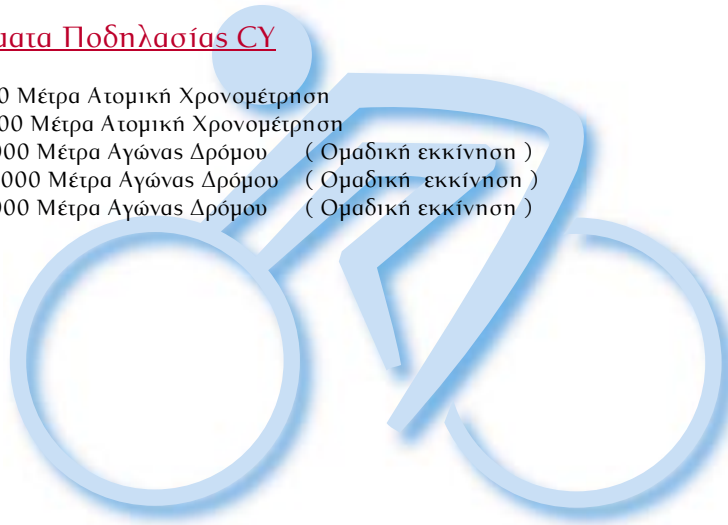 ματα Ποδηλασίας CY
0 Μέτρα Ατομική Χρονομέτρηση
00 Μέτρα Ατομική Χρονομέτρηση
000 Μέτρα Αγώνας Δρόμου ( Ομαδική εκκίνηση )
000 Μέτρα Αγώνας Δρόμου ( Ομαδική εκκίνηση )
000 Μέτρα Αγώνας Δρόμου ( Ομαδική εκκίνηση )